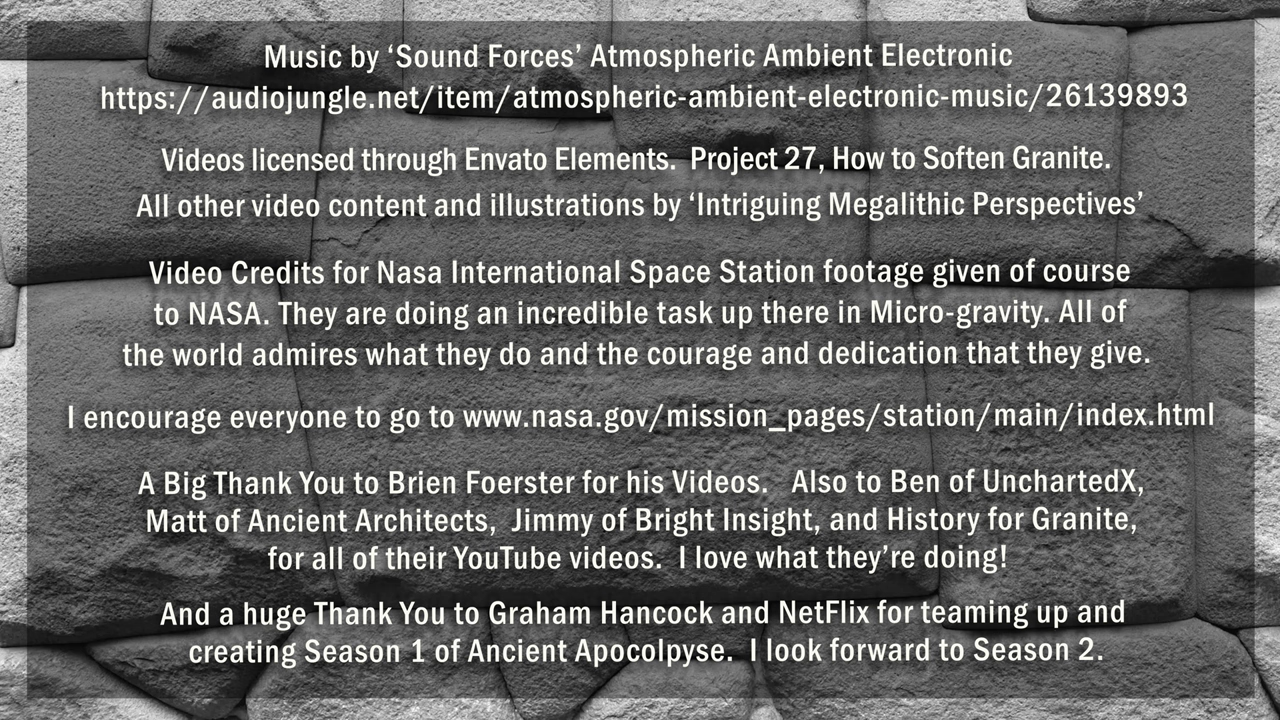 Music by ‘Sound Forces’ Atmospheric Ambient Electronic
https://audiojungle.net/item/atmospheric-ambient-electronic-music/26139893
Videos licensed through Envato Elements.  Project 27, How to Soften Granite.
All other video content and illustrations by ‘Intriguing Megalithic Perspectives’
Video Credits for Nasa International Space Station footage given of course
to NASA. They are doing an incredible task up there in Micro-gravity. All of
the world admires what they do and the courage and dedication that they give.
I encourage everyone to go to www.nasa.gov/mission_pages/station/main/index.html
A Big Thank You to Brien Foerster for his Videos.   Also to Ben of UnchartedX,
Matt of Ancient Architects,  Jimmy of Bright Insight, and History for Granite,
for all of their YouTube videos.  I love what they’re doing!
And a huge Thank You to Graham Hancock and NetFlix for teaming up and
creating Season 1 of Ancient Apocolpyse.  I look forward to Season 2.